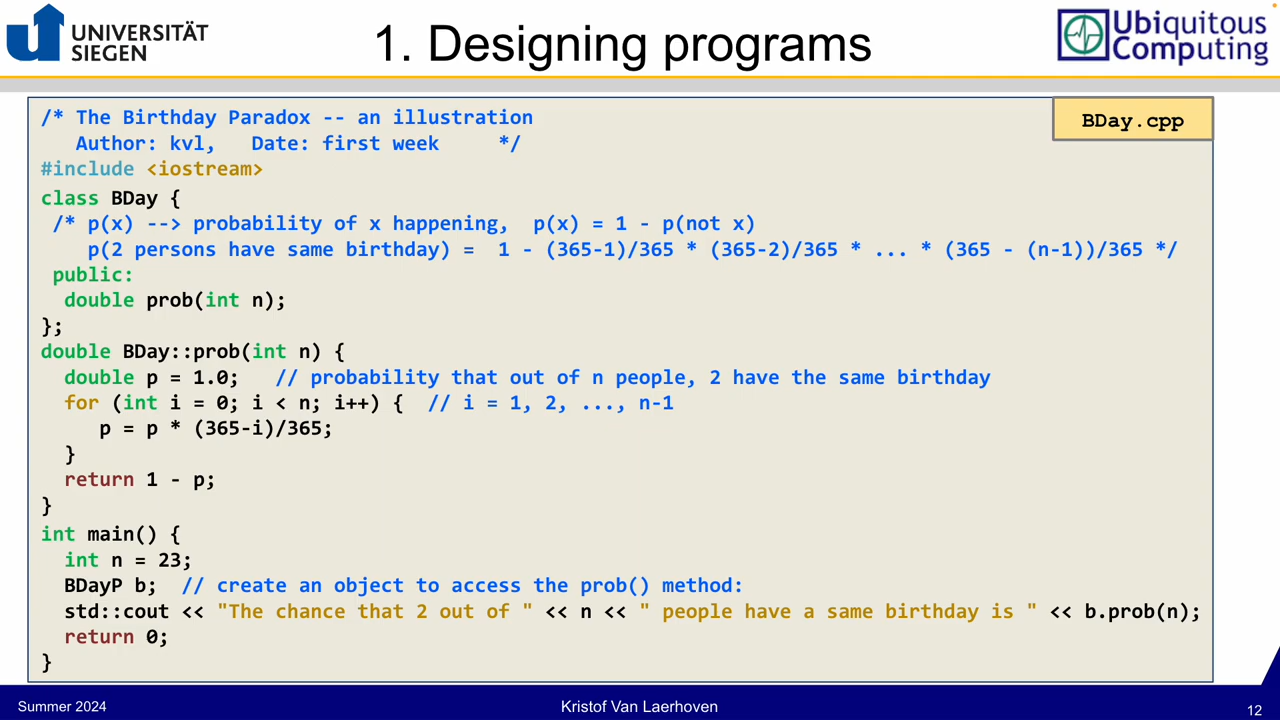 UNIVERSITÄT
SIEGEN
1. Designing programs
Ubiquitous
Computing
BDay.cpp
/* The Birthday Paradox -- an illustration
   Author: kvl,   Date: first week     */
#include <iostream>
class BDay {
 /* p(x) --> probability of x happening,  p(x) = 1 - p(not x)
    p(2 persons have same birthday) =  1 - (365-1)/365 * (365-2)/365 * ... * (365 - (n-1))/365 */
 public:
  double prob(int n);
};
double BDay::prob(int n) {
  double p = 1.0;   // probability that out of n people, 2 have the same birthday
  for (int i = 0; i < n; i++) {  // i = 1, 2, ..., n-1
     p = p * (365-i)/365;
  }
  return 1 - p;
}
int main() {
  int n = 23;
  BDayP b;  // create an object to access the prob() method:
  std::cout << "The chance that 2 out of " << n << " people have a same birthday is " << b.prob(n);
  return 0;
}
Summer 2024
Kristof Van Laerhoven
12